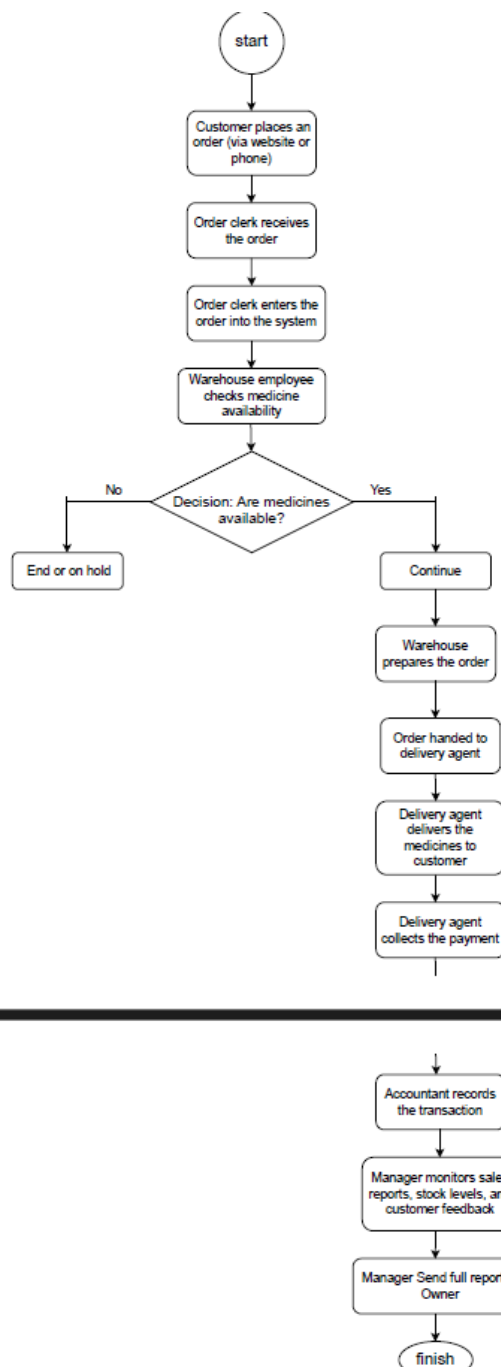 start
Customer places an
order (via website or
phone)
Order clerk receives
the order
Order clerk enters the
order into the system
Warehouse employee
checks medicine
availability
No
Decision: Are medicines
available?
Yes
End or on hold
Continue
Warehouse
prepares the order
Order handed to
delivery agent
Delivery agent
delivers the
medicines to
customer
Delivery agent
collects the payment
Accountant records
the transaction
Manager monitors sale
reports, stock levels, an
customer feedback
Manager Send full repor
Owner
finish